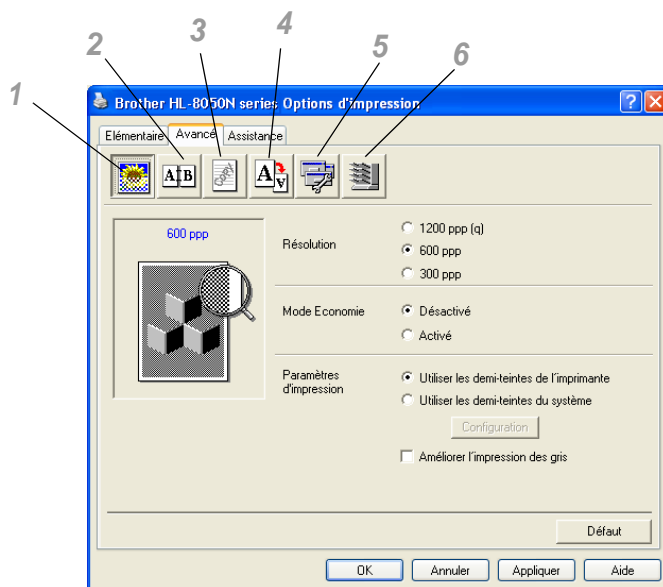 1 2 3 4 5 6
Brother HL-8050N series Options d'impression
Elémentaire Avancé Assistance
A B
A A
600 ppp
Résolution
1200 ppp (q)
600 ppp
300 ppp
Mode Economie
Désactivé
Activé
Paramètres
d'impression
Utiliser les demi-teintes de l'imprimante
Utiliser les demi-teintes du système
Configuration
Améliorer l'impression des gris
Défaut
OK Annuler Appliquer Aide